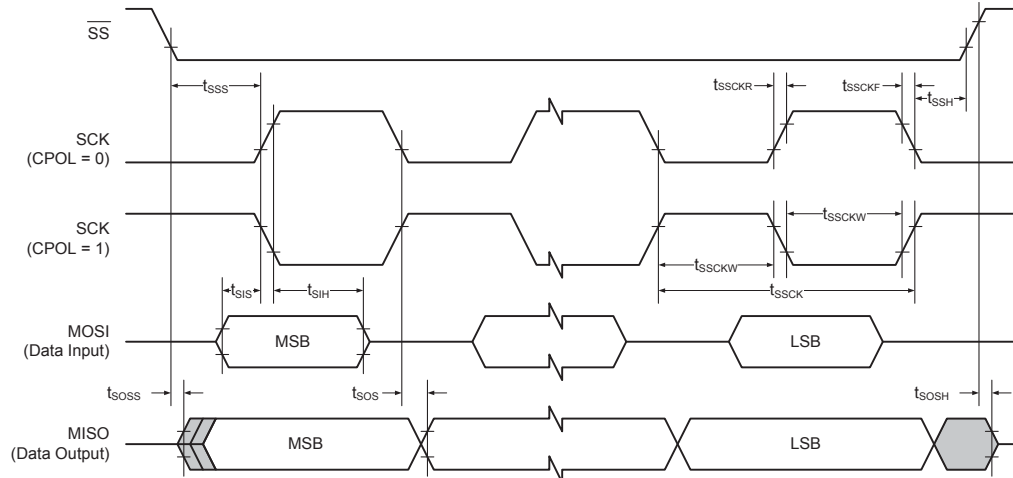 SS
tSSS
tSSCKR
tSSCKF
tSSH
SCK
(CPOL = 0)
SCK
(CPOL = 1)
tSSCKW
tSSCKW
tSSCK
tSIS
tSIH
MOSI
(Data Input)
MSB
LSB
tSOSS
tSOS
tSOSH
MISO
(Data Output)
MSB
LSB